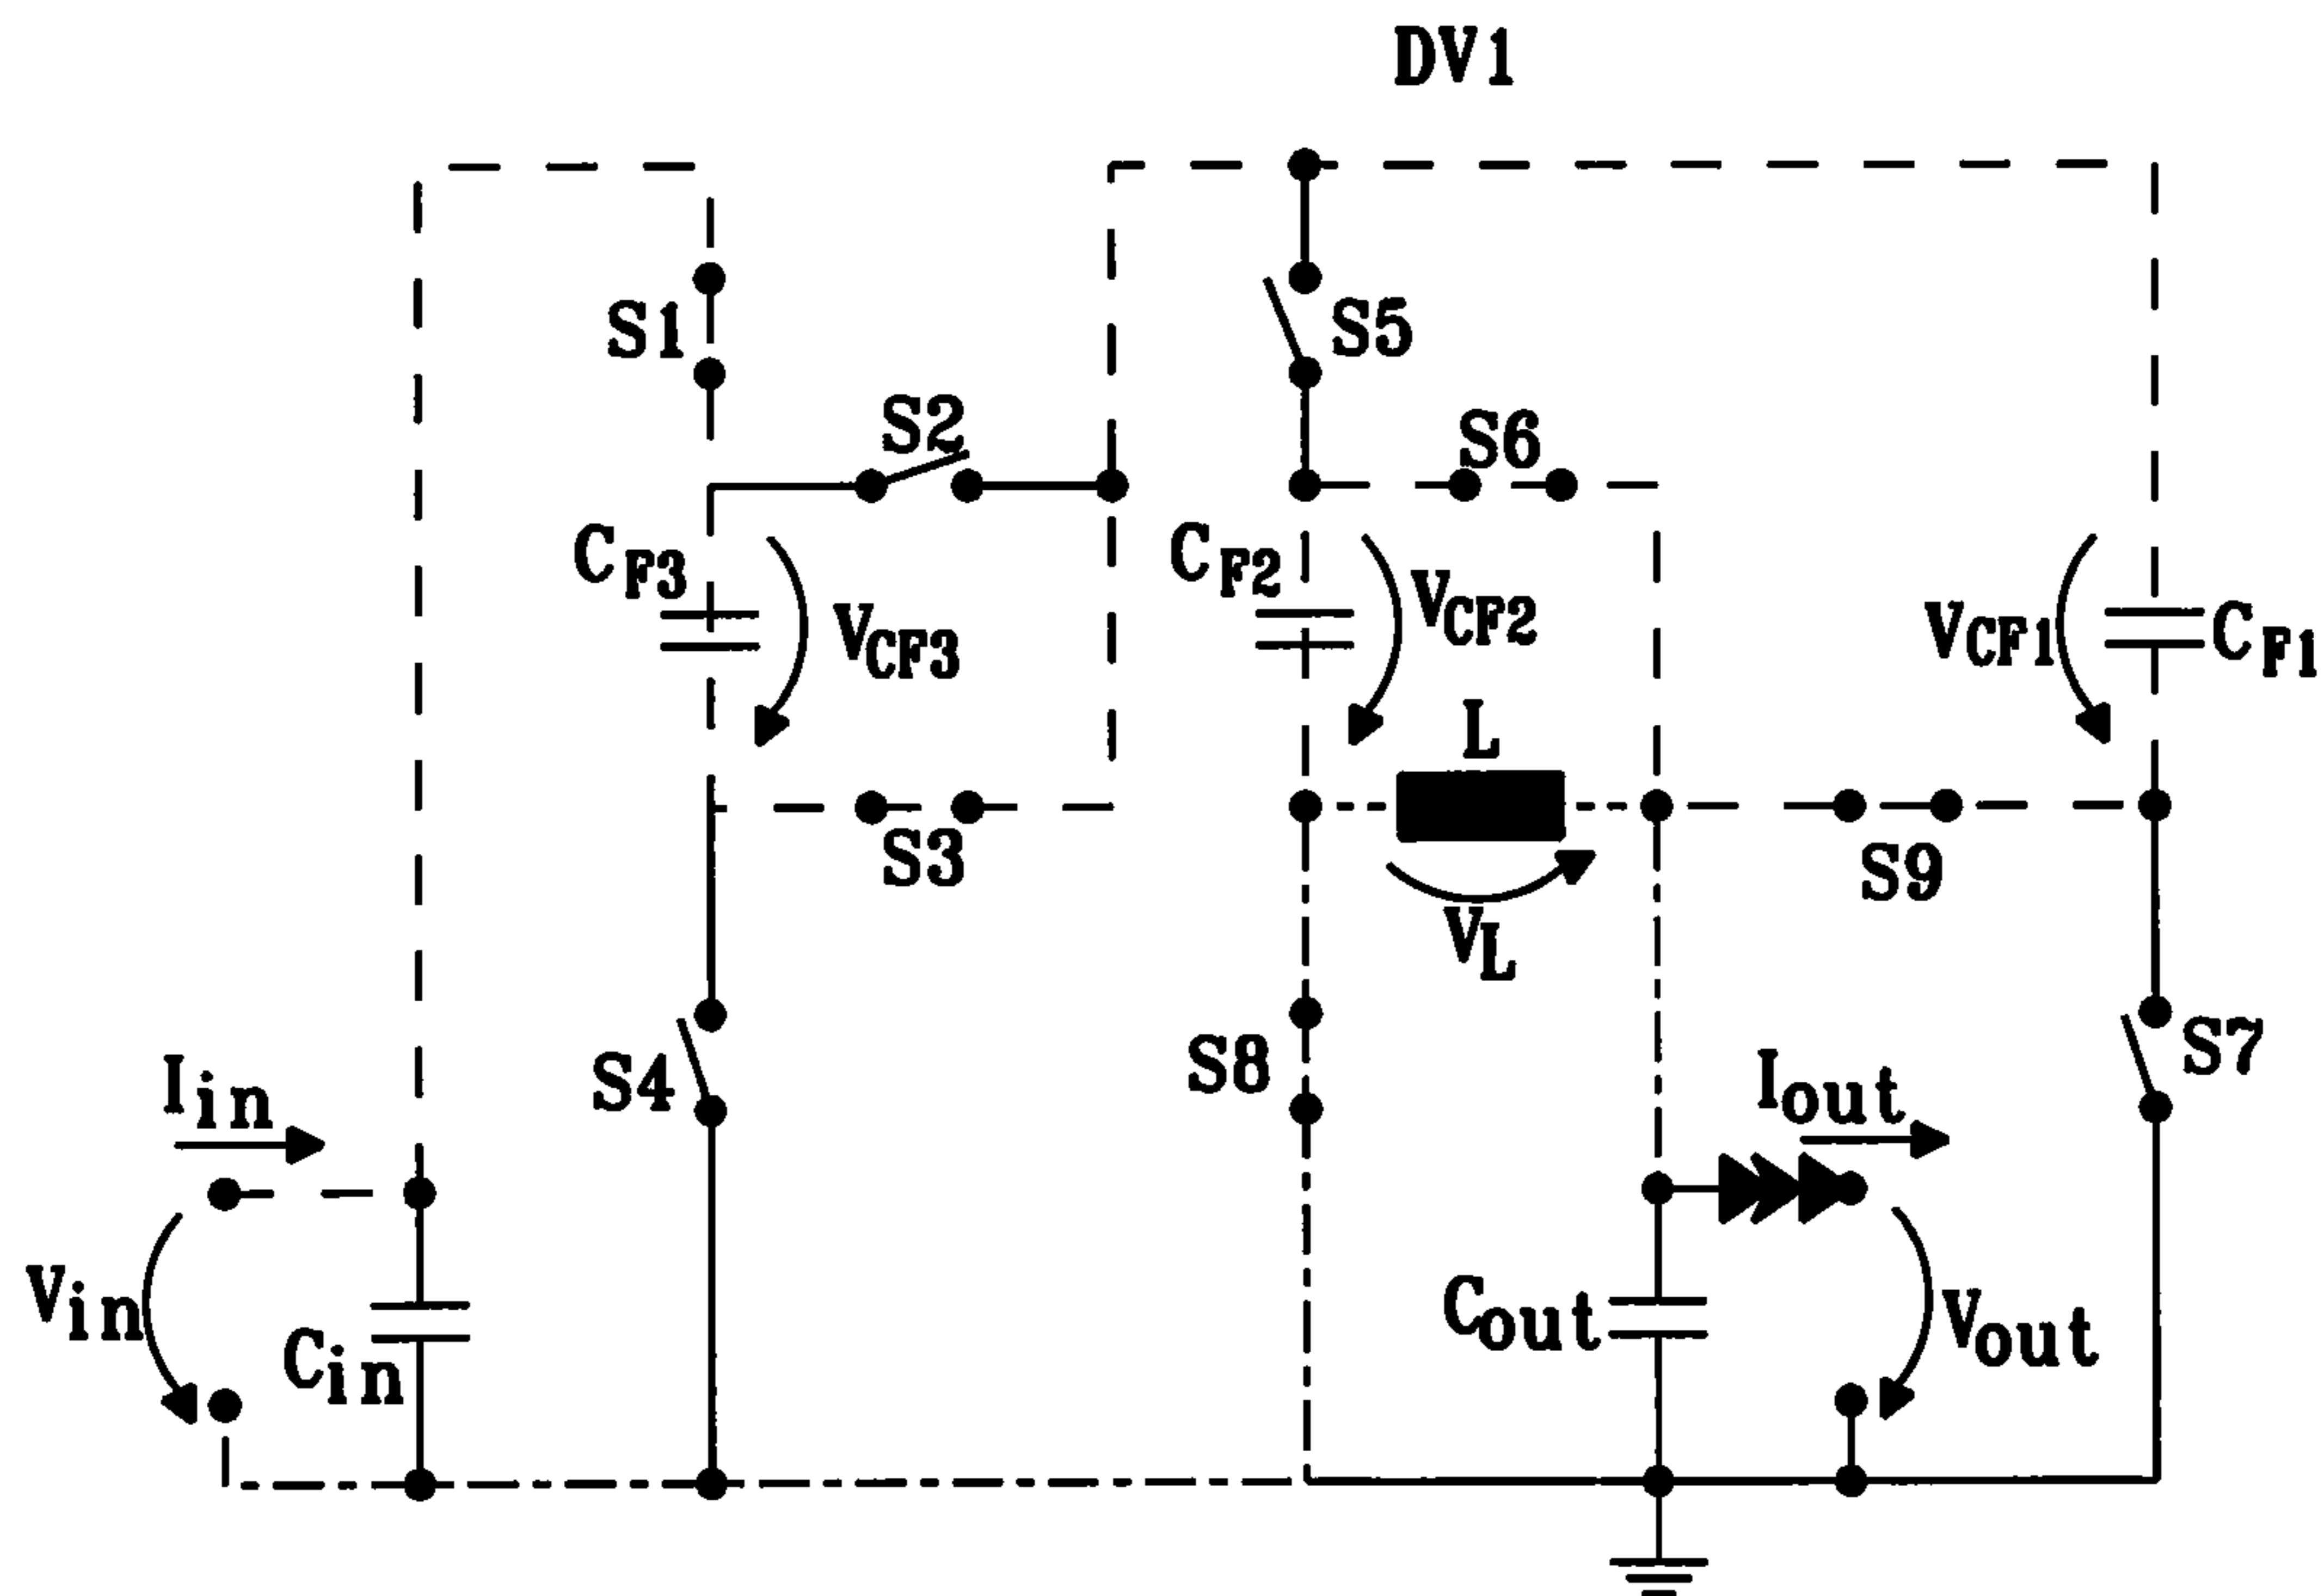 DV1
S1
S5
S2
S6
CF3
VCF3
CF2
VCF2
VCF1
CF1
L
S3
S9
VL
S4
S8
S7
Iin
Iout
Vin
Cin
Cout
Vout